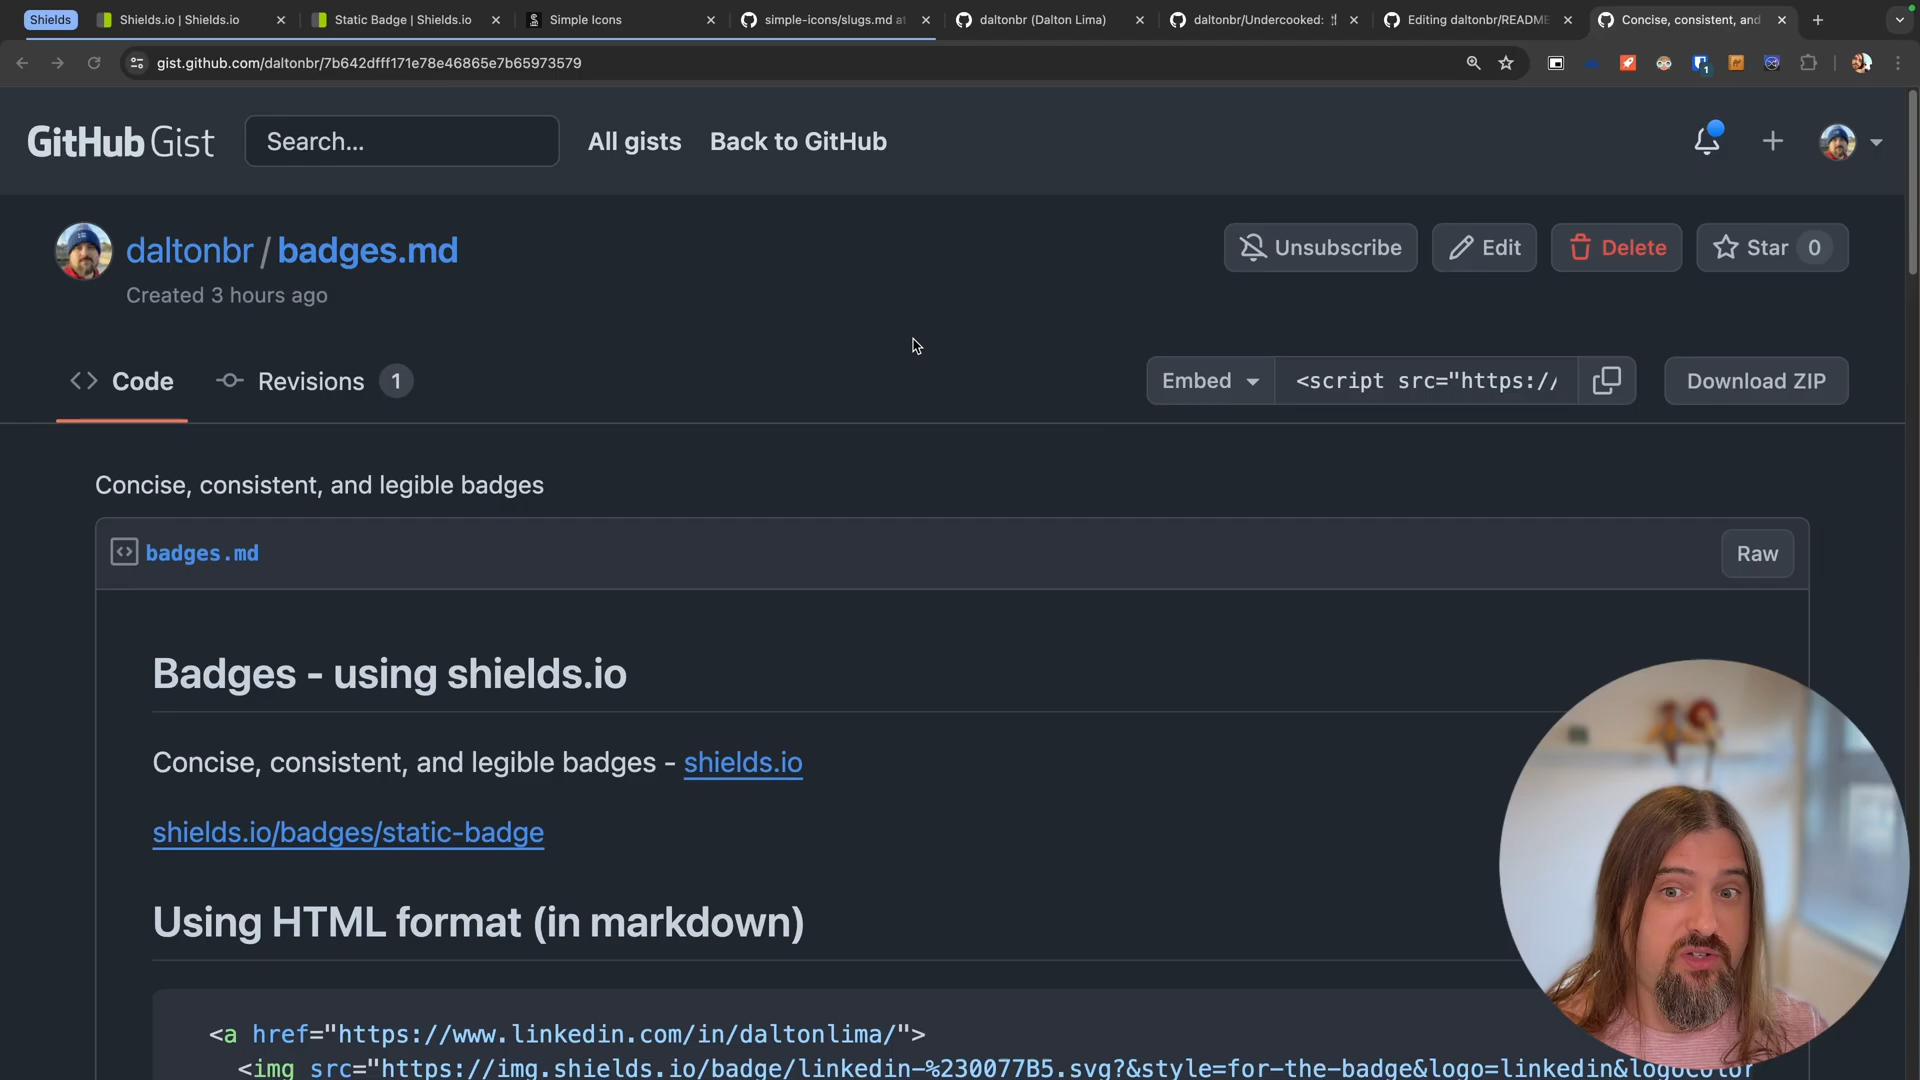 Shields
Shields.io | Shields.io
Static Badge | Shields.io
Simple Icons
simple-icons/slugs.md at
daltonbr (Dalton Lima)
daltonbr/Undercooked:
Editing daltonbr/README
Concise, consistent, and
gist.github.com/daltonbr/7b642dfff171e78e46865e7b65973579
1
GitHub Gist
Search...
All gists
Back to GitHub
daltonbr / badges.md
Created 3 hours ago
Unsubscribe
Edit
Delete
Star 0
Code
Revisions 1
Embed
<script src="https://
Download ZIP
Concise, consistent, and legible badges
badges.md
Raw
Badges - using shields.io
Concise, consistent, and legible badges - shields.io
shields.io/badges/static-badge
Using HTML format (in markdown)
<a href="https://www.linkedin.com/in/daltonlima/">
<img src="https://img.shields.io/badge/linkedin-%230077B5.svg?&style=for-the-badge&logo=linkedin&logoColor